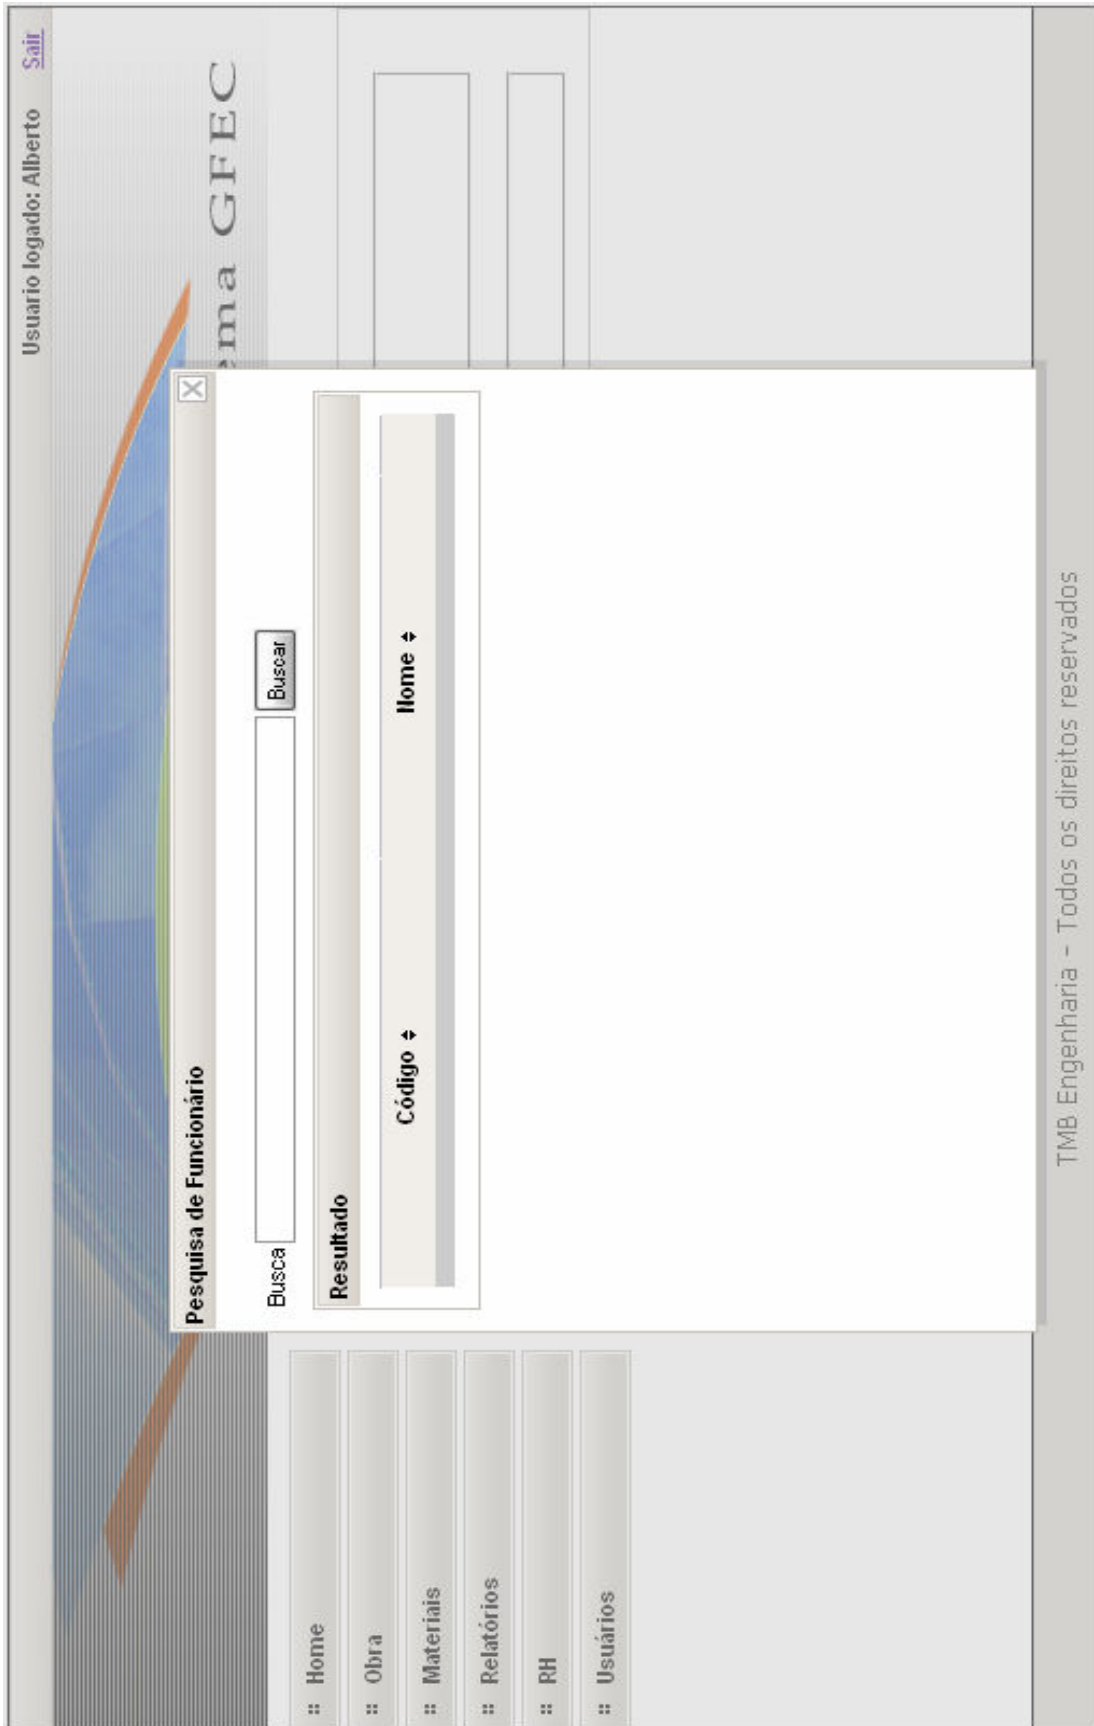 Usuario logado: Alberto Sair
ema GFEC
Pesquisa de Funcionário
Busca Buscar
Resultado
Código Nome
:: Home
:: Obra
:: Materiais
:: Relatórios
:: RH
:: Usuários
TMB Engenharia - Todos os direitos reservados